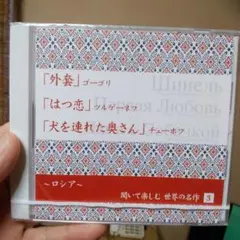 Шинель
「外套」ゴーゴリ
Первая Любовь
「はつ恋」ツルゲーネフ
「犬を連れた奥さん」チェーホフ
～ロシア～
聞いて楽しむ 世界の名作 3